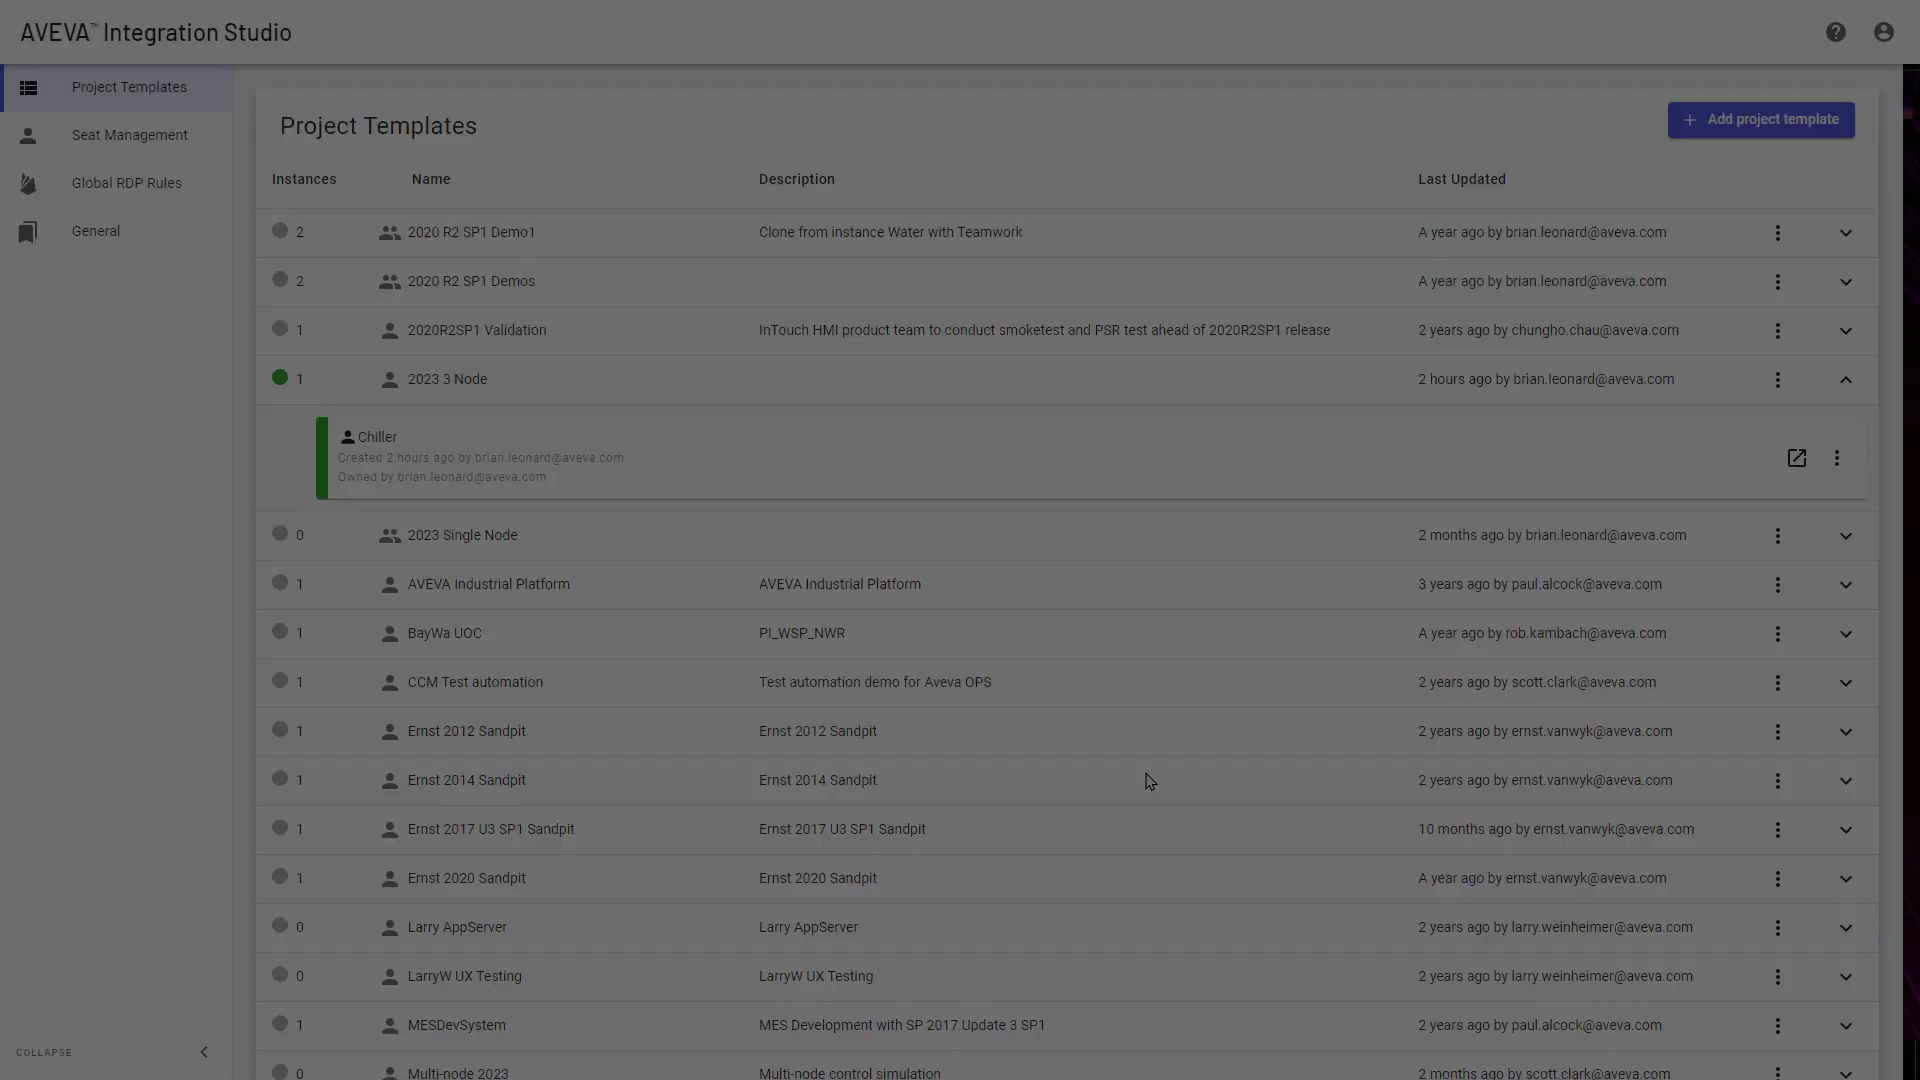 AVEVA™ Integration Studio
Project Templates
Seat Management
Global RDP Rules
General
COLLAPSE
Project Templates
Add project template
Instances Name Description Last Updated
2 2020 R2 SP1 Demo1 Clone from instance Water with Teamwork A year ago by brian.leonard@aveva.com
2 2020 R2 SP1 Demos A year ago by brian.leonard@aveva.com
1 2020R2SP1 Validation InTouch HMI product team to conduct smoketest and PSR test ahead of 2020R2SP1 release 2 years ago by chungho.chau@aveva.com
1 2023 3 Node 2 hours ago by brian.leonard@aveva.com
Chiller
Created 2 hours ago by brian.leonard@aveva.com
Owned by brian.leonard@aveva.com
0 2023 Single Node 2 months ago by brian.leonard@aveva.com
1 AVEVA Industrial Platform AVEVA Industrial Platform 3 years ago by paul.alcock@aveva.com
1 BayWa UOC PI_WSP_NWR A year ago by rob.kambach@aveva.com
1 CCM Test automation Test automation demo for Aveva OPS 2 years ago by scott.clark@aveva.com
1 Ernst 2012 Sandpit Ernst 2012 Sandpit 2 years ago by ernst.vanwyk@aveva.com
1 Ernst 2014 Sandpit Ernst 2014 Sandpit 2 years ago by ernst.vanwyk@aveva.com
1 Ernst 2017 U3 SP1 Sandpit Ernst 2017 U3 SP1 Sandpit 10 months ago by ernst.vanwyk@aveva.com
1 Ernst 2020 Sandpit Ernst 2020 Sandpit A year ago by ernst.vanwyk@aveva.com
0 Larry AppServer Larry AppServer 2 years ago by larry.weinheimer@aveva.com
0 LarryW UX Testing LarryW UX Testing 2 years ago by larry.weinheimer@aveva.com
1 MESDevSystem MES Development with SP 2017 Update 3 SP1 2 years ago by paul.alcock@aveva.com
0 Multi-node 2023 Multi-node control simulation 2 months ago by scott.clark@aveva.com